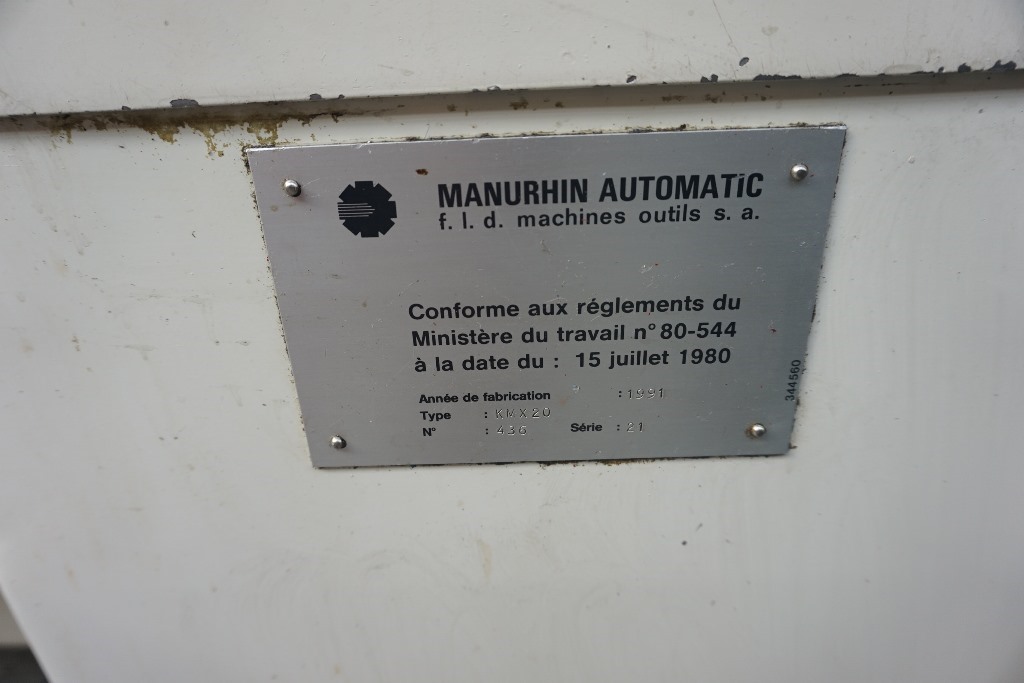 MANURHIN AUTOMATiC
f. l. d. machines outils s. a.
Conforme aux réglements du
Ministère du travail n° 80-544
à la date du : 15 juillet 1980
Année de fabrication : 1991
Type : KMX20
N° : 436 Série : 21
344560